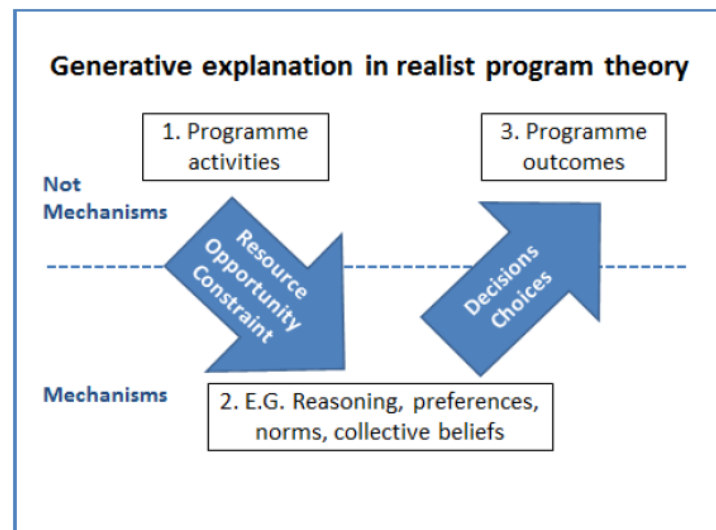 Generative explanation in realist program theory
1. Programme
activities
3. Programme
outcomes
Not
Mechanisms
Resource
Opportunity
Constraint
Decisions
Choices
Mechanisms
2. E.G. Reasoning, preferences,
norms, collective beliefs